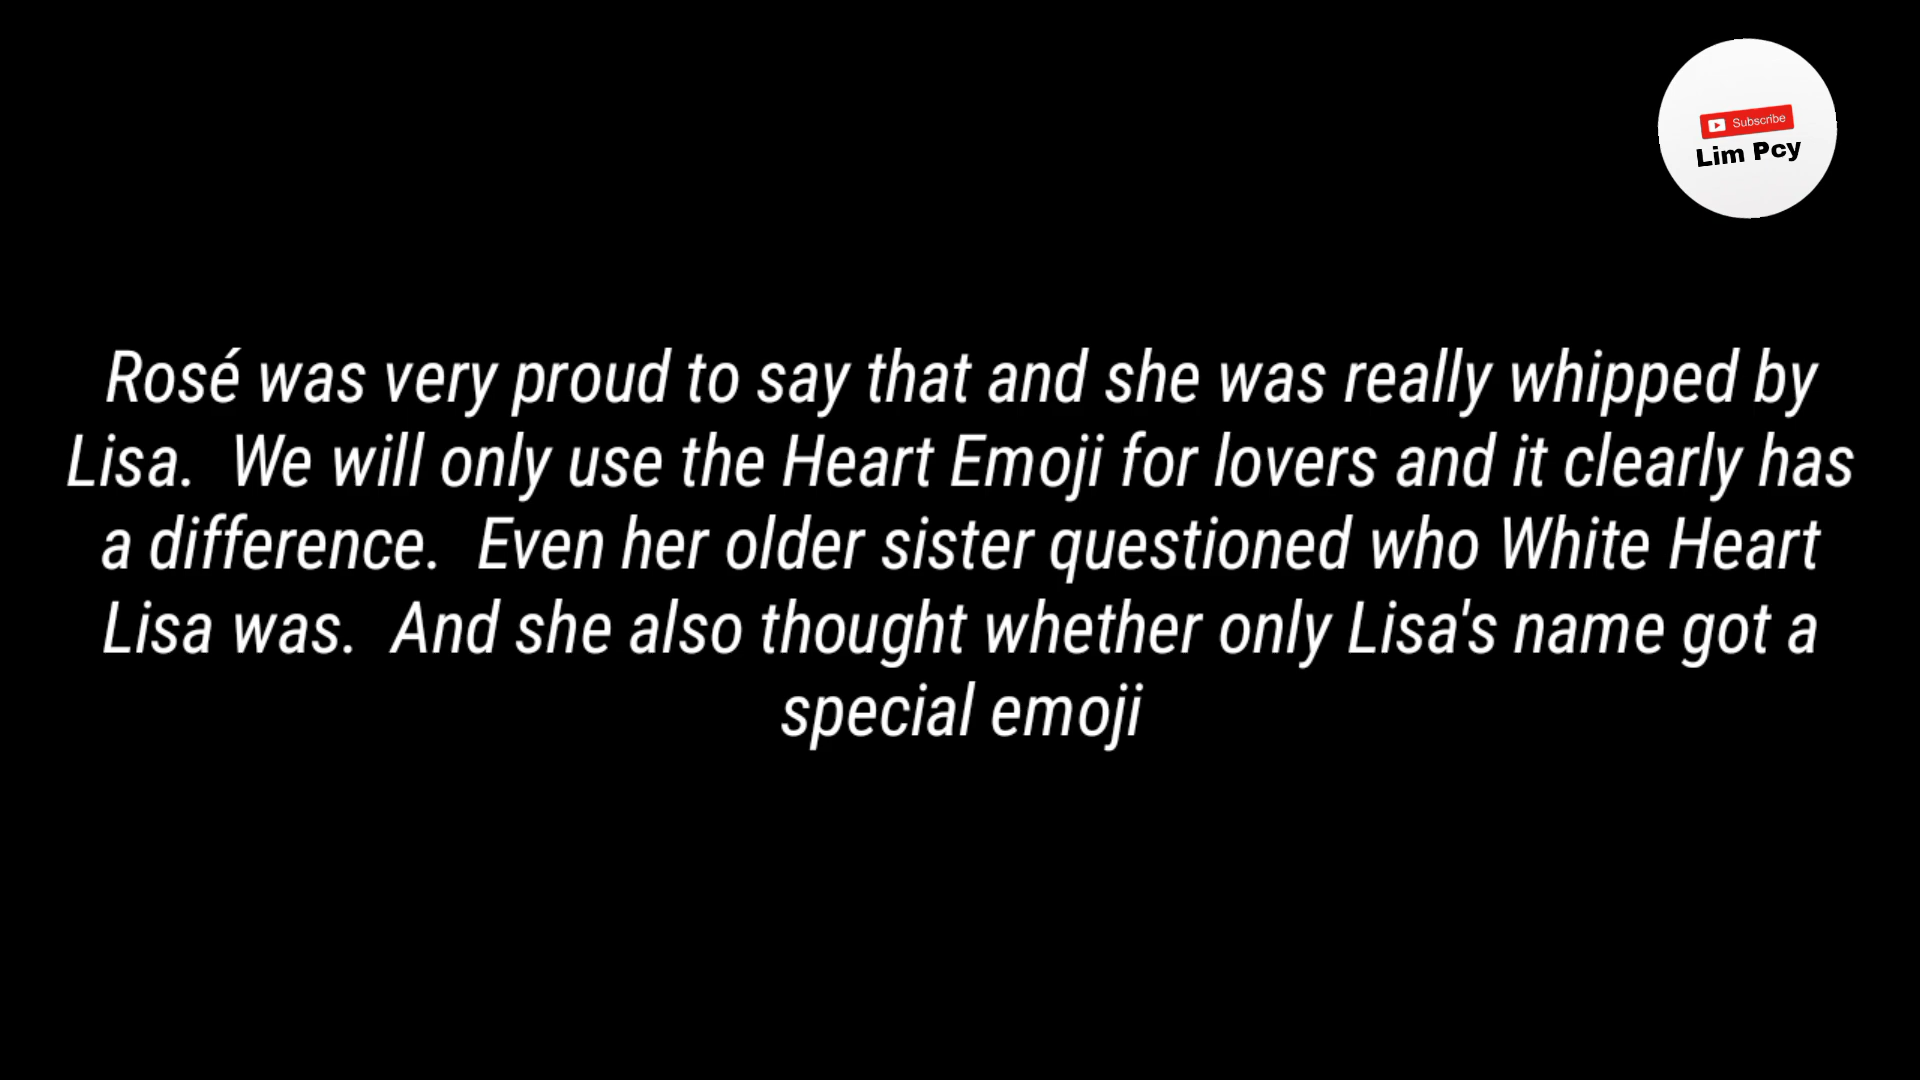 Subscribe
Lim Pcy
Rosé was very proud to say that and she was really whipped by
Lisa.  We will only use the Heart Emoji for lovers and it clearly has
a difference.  Even her older sister questioned who White Heart
Lisa was.  And she also thought whether only Lisa's name got a
special emoji